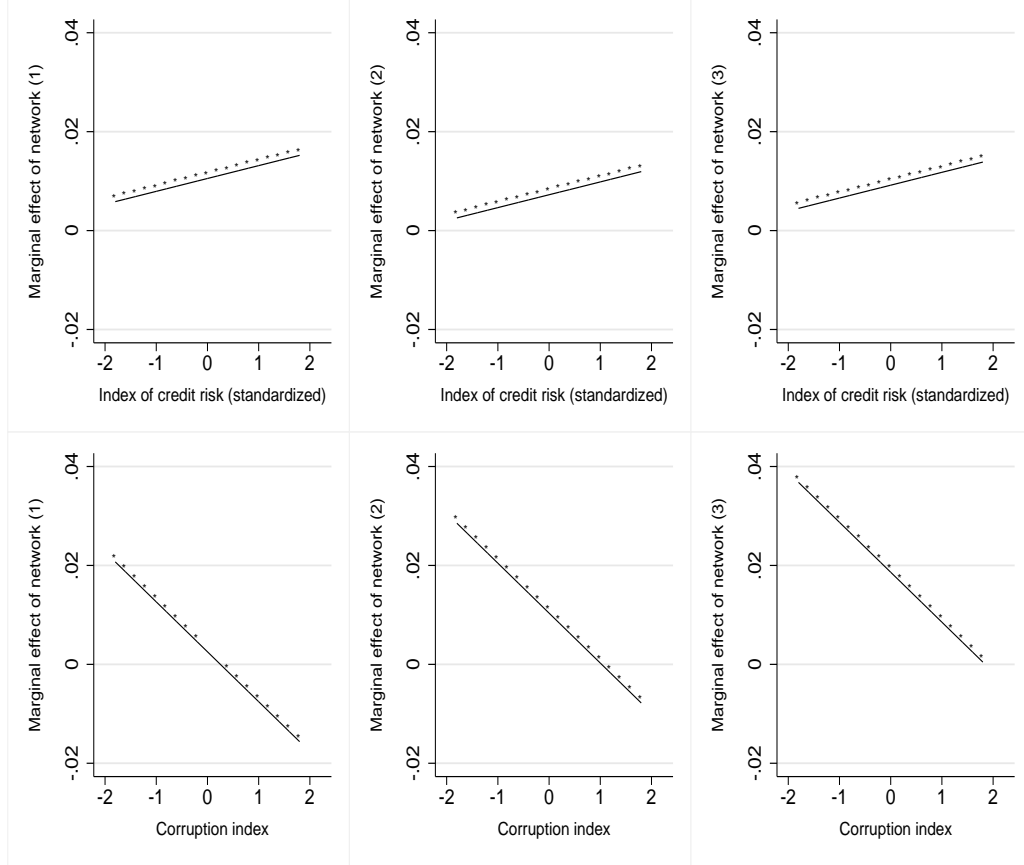 Marginal effect of network (1)
.04
.02
0
-.02
-2 -1 0 1 2
Index of credit risk (standardized)
Marginal effect of network (2)
.04
.02
0
-.02
-2 -1 0 1 2
Index of credit risk (standardized)
Marginal effect of network (3)
.04
.02
0
-.02
-2 -1 0 1 2
Index of credit risk (standardized)
Marginal effect of network (1)
.04
.02
0
-.02
-2 -1 0 1 2
Corruption index
Marginal effect of network (2)
.04
.02
0
-.02
-2 -1 0 1 2
Corruption index
Marginal effect of network (3)
.04
.02
0
-.02
-2 -1 0 1 2
Corruption index